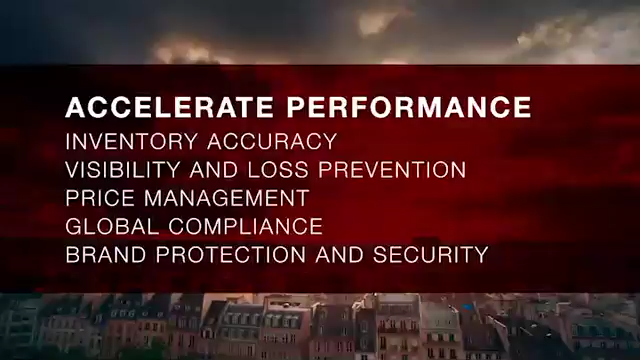 ACCELERATE PERFORMANCE
INVENTORY ACCURACY
VISIBILITY AND LOSS PREVENTION
PRICE MANAGEMENT
GLOBAL COMPLIANCE
BRAND PROTECTION AND SECURITY